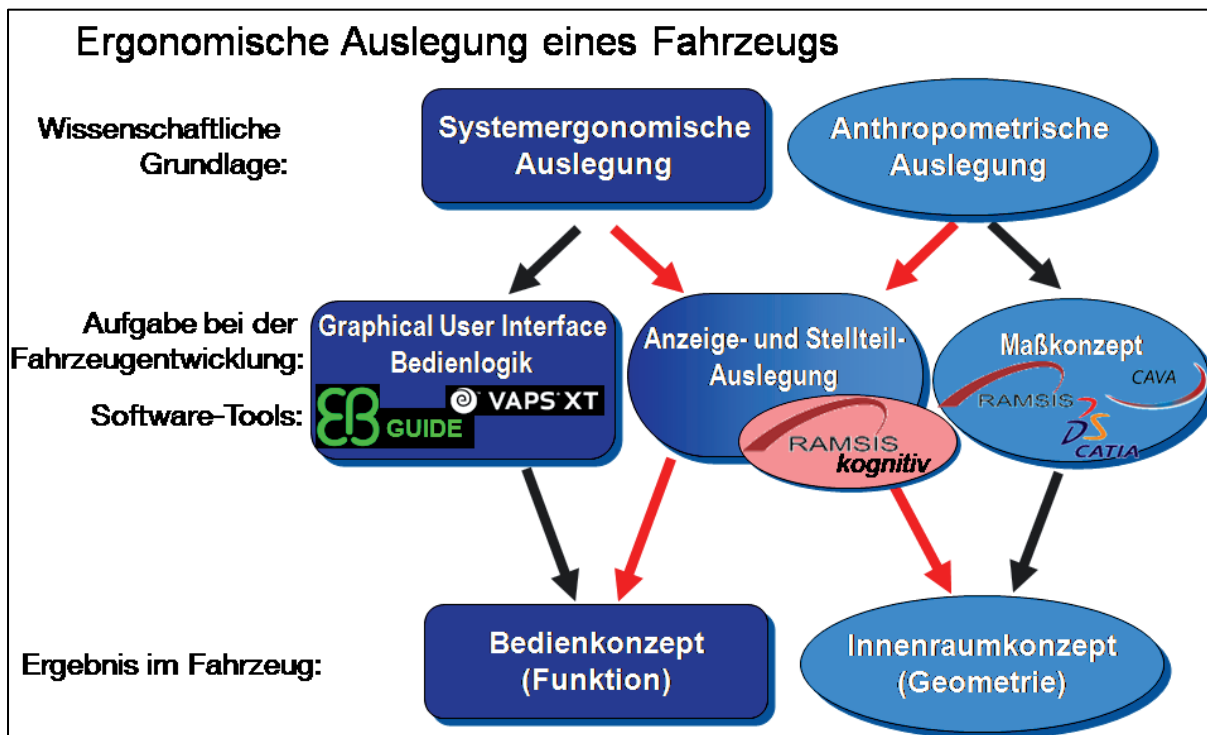 Ergonomische Auslegung eines Fahrzeugs
Wissenschaftliche
Grundlage:
Systemergonomische
Auslegung
Anthropometrische
Auslegung
Aufgabe bei der
Fahrzeugentwicklung:
Software-Tools:
Graphical User Interface
Bedienlogik
EB GUIDE
VAPS XT
Anzeige- und Stellteil-
Auslegung
RAMSIS
kognitiv
Maßkonzept
CAVA
RAMSIS
DS
CATIA
Ergebnis im Fahrzeug:
Bedienkonzept
(Funktion)
Innenraumkonzept
(Geometrie)